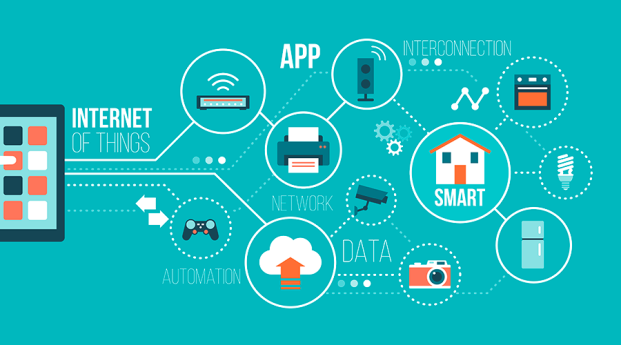 APP
INTERCONNECTION
INTERNET
OF THINGS
SMART
NETWORK
DATA
AUTOMATION